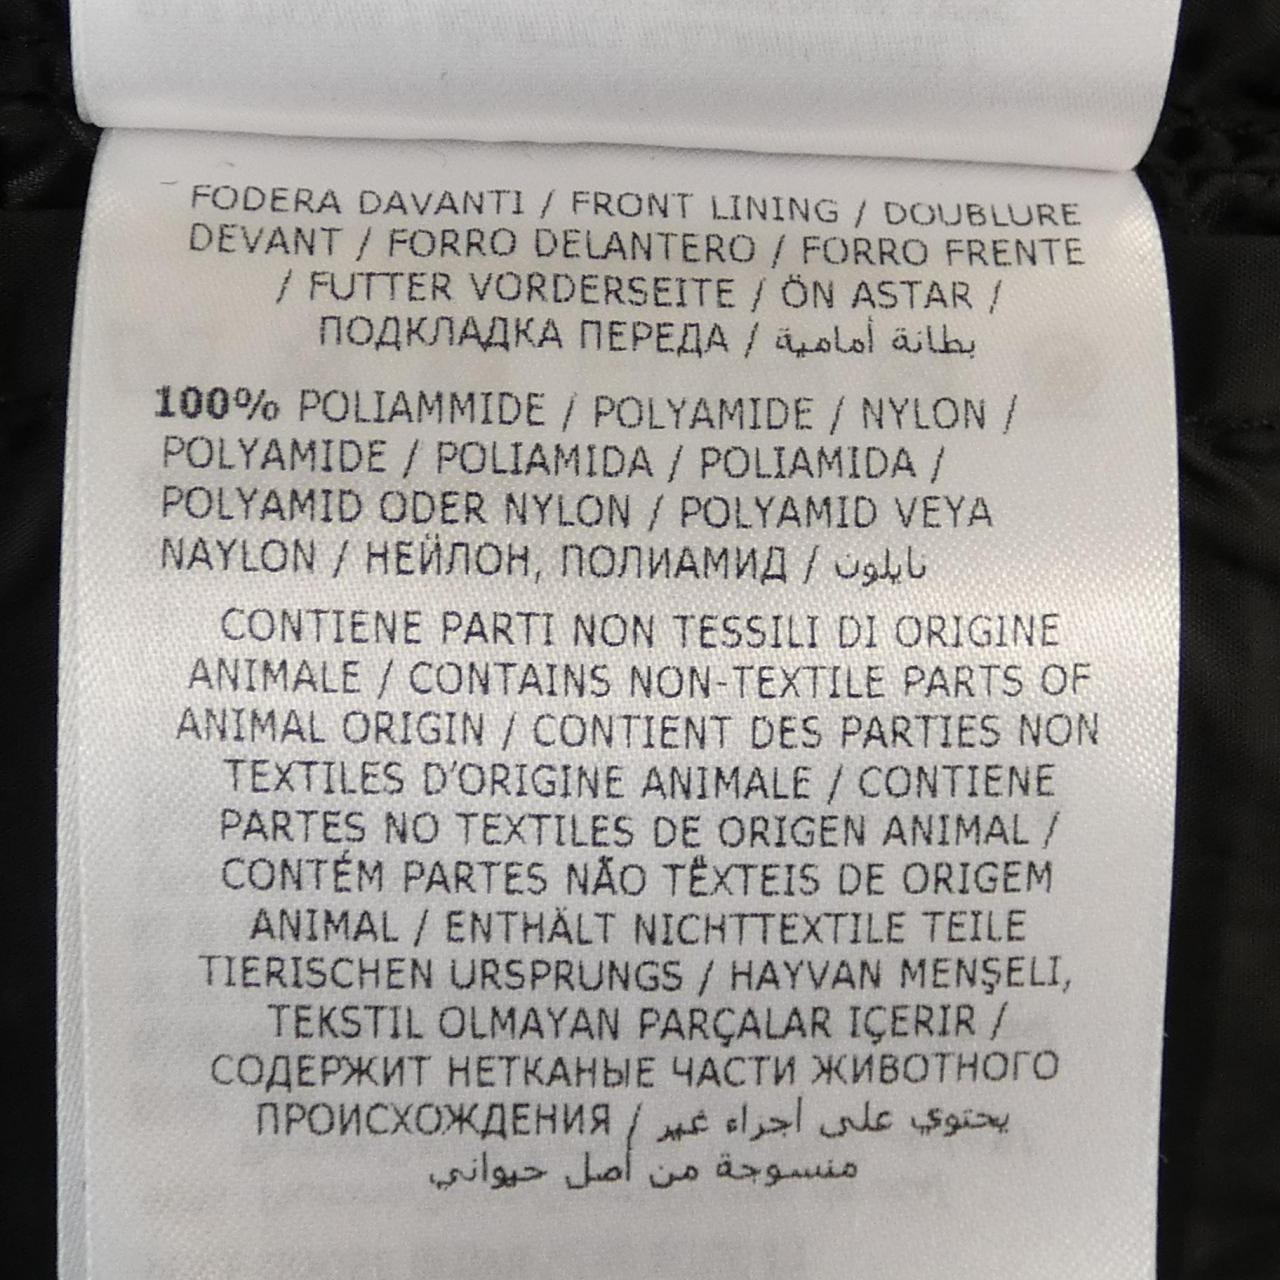 FODERA DAVANTI / FRONT LINING / DOUBLURE
DEVANT / FORRO DELANTERO / FORRO FRENTE
/ FUTTER VORDERSEITE / ÖN ASTAR /
ПОДКЛАДКА ПЕРЕДА / بطانة أمامية
100% POLIAMMIDE / POLYAMIDE / NYLON /
POLYAMIDE / POLIAMIDA / POLIAMIDA /
POLYAMID ODER NYLON / POLYAMID VEYA
NAYLON / НЕЙЛОН, ПОЛИАМИД / نايلون
CONTIENE PARTI NON TESSILI DI ORIGINE
ANIMALE / CONTAINS NON-TEXTILE PARTS OF
ANIMAL ORIGIN / CONTIENT DES PARTIES NON
TEXTILES D'ORIGINE ANIMALE / CONTIENE
PARTES NO TEXTILES DE ORIGEN ANIMAL /
CONTÉM PARTES NÃO TËXTEIS DE ORIGEM
ANIMAL / ENTHÄLT NICHTTEXTILE TEILE
TIERISCHEN URSPRUNGS / HAYVAN MENŞELI,
TEKSTIL OLMAYAN PARÇALAR IÇERIR /
СОДЕРЖИТ НЕТКАНЫЕ ЧАСТИ ЖИВОТНОГО
ПРОИСХОЖДЕНИЯ / يحتوي على أجزاء غير
منسوجة من أصل حيواني